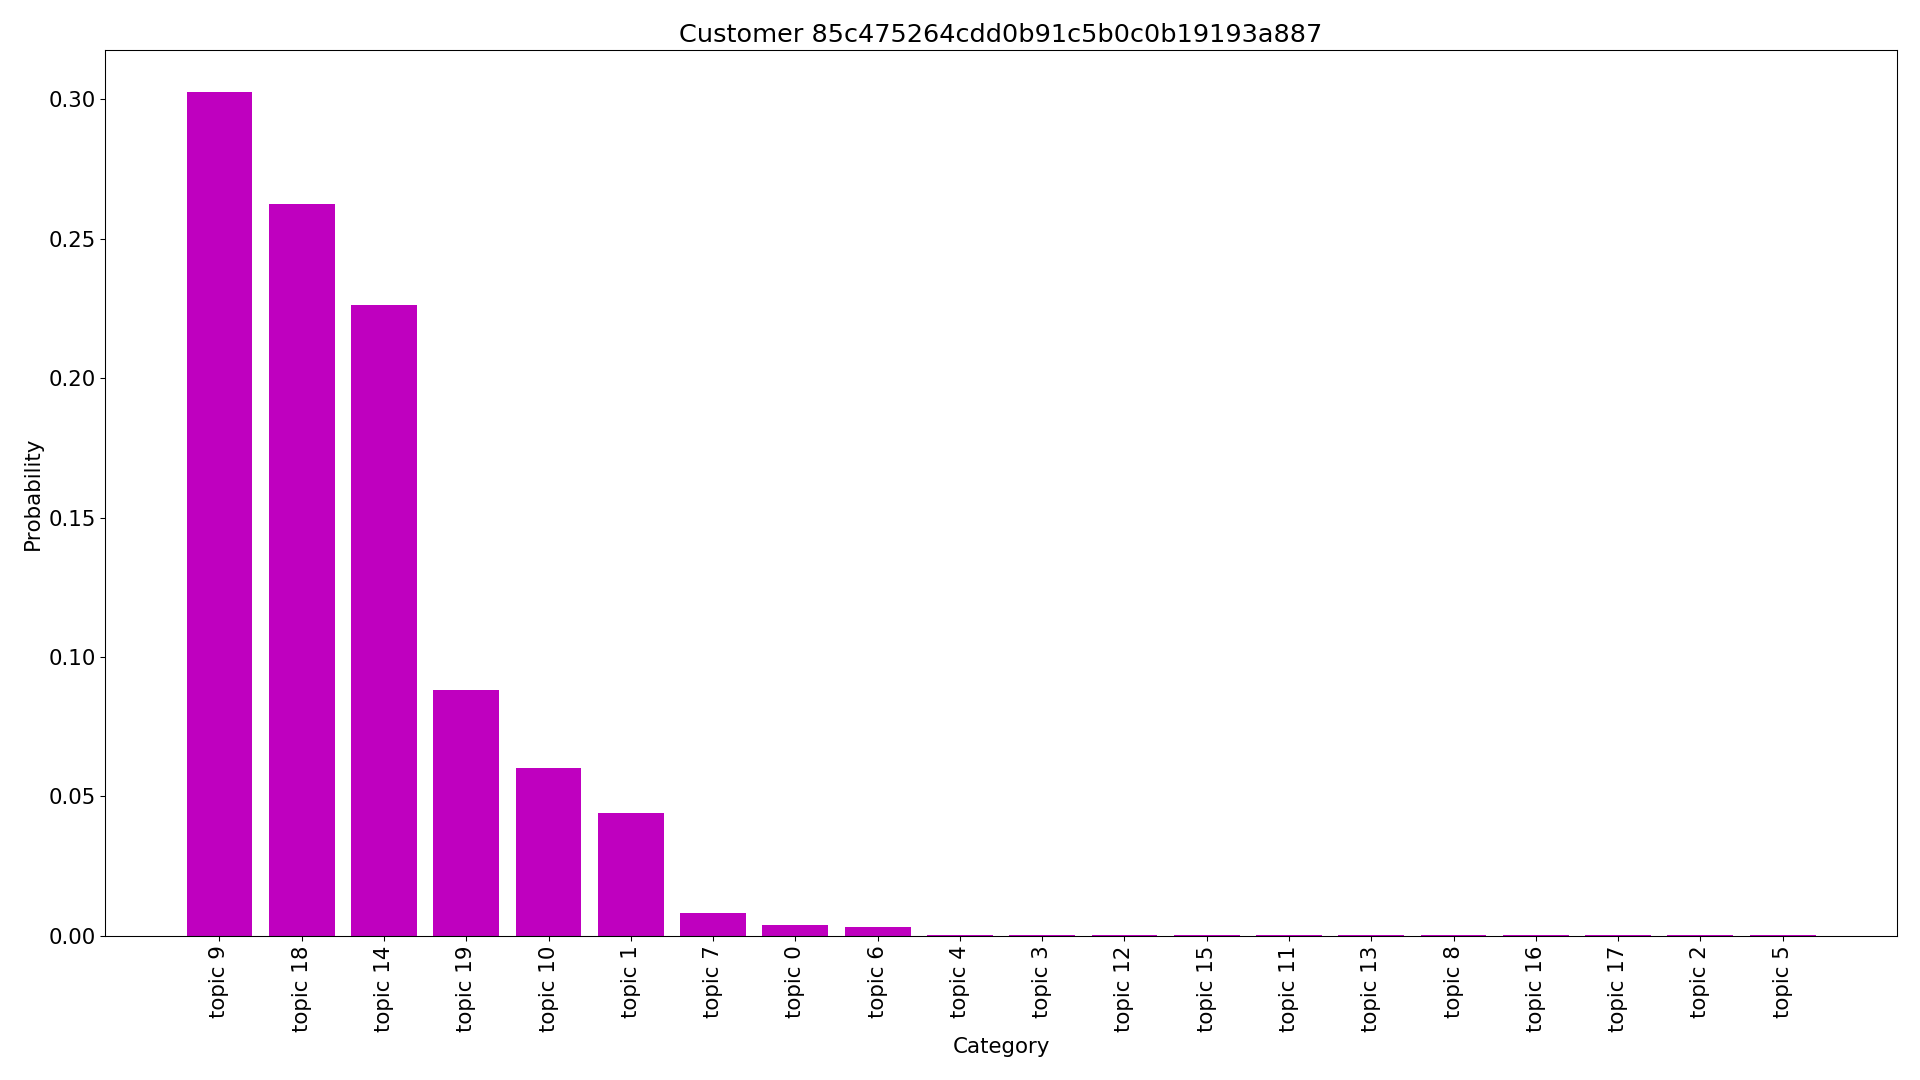 Customer 85c475264cdd0b91c5b0c0b19193a887
Probability
0.30
0.25
0.20
0.15
0.10
0.05
0.00
topic 9
topic 18
topic 14
topic 19
topic 10
topic 1
topic 7
topic 0
topic 6
topic 4
topic 3
topic 12
topic 15
topic 11
topic 13
topic 8
topic 16
topic 17
topic 2
topic 5
Category